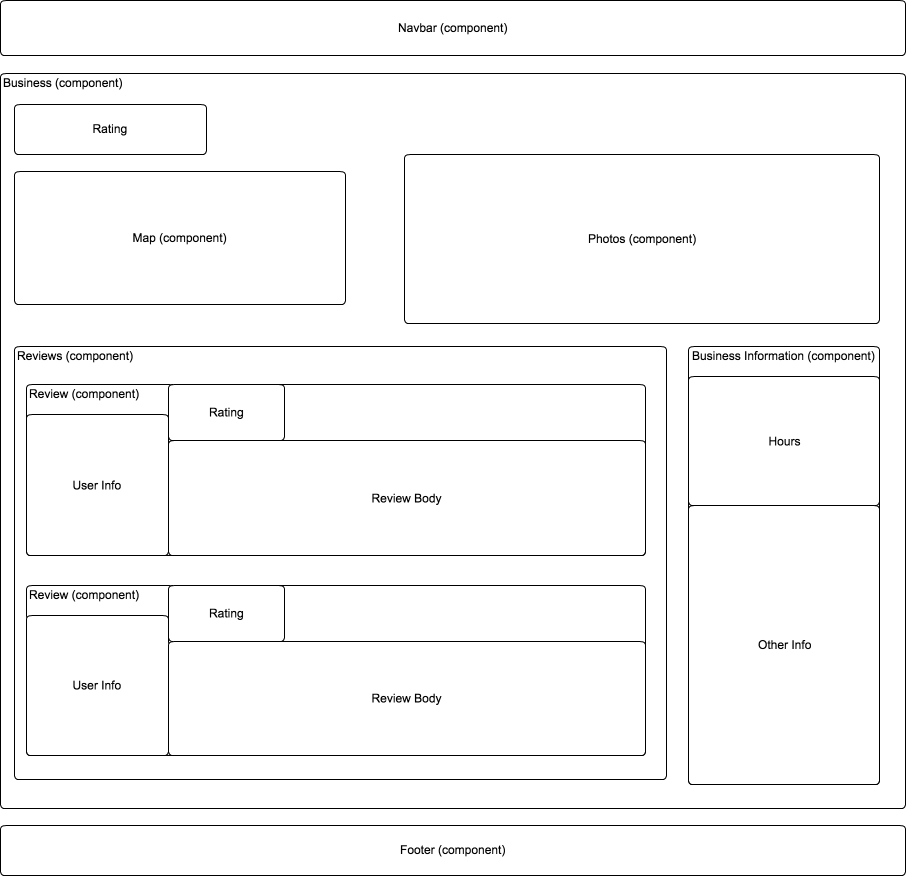 Navbar (component)
Business (component)
Rating
Map (component)
Photos (component)
Reviews (component)
Review (component)
Rating
User Info
Review Body
Review (component)
Rating
User Info
Review Body
Business Information (component)
Hours
Other Info
Footer (component)